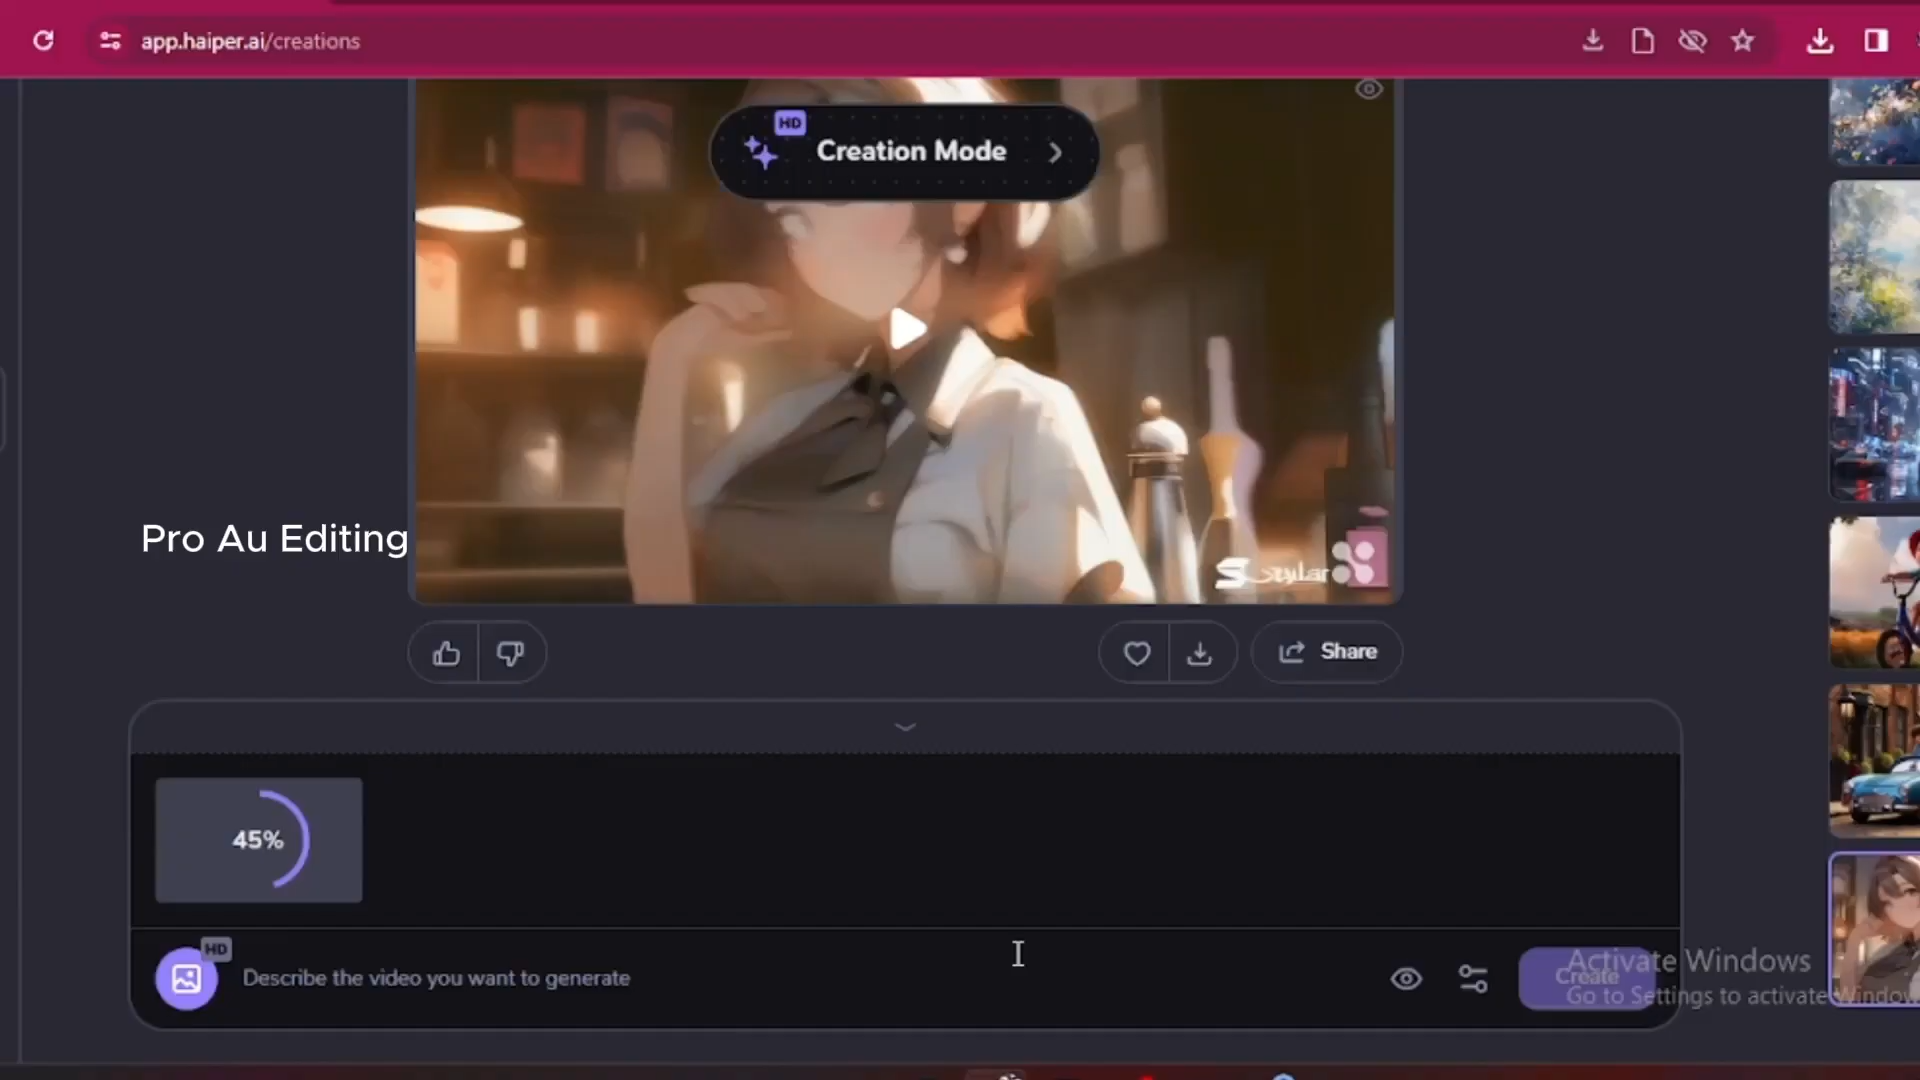 app.haiper.ai/creations
HD
Creation Mode
Pro Au Editing
Share
45%
HD
Describe the video you want to generate
Create
Activate Windows
Go to Settings to activate Window